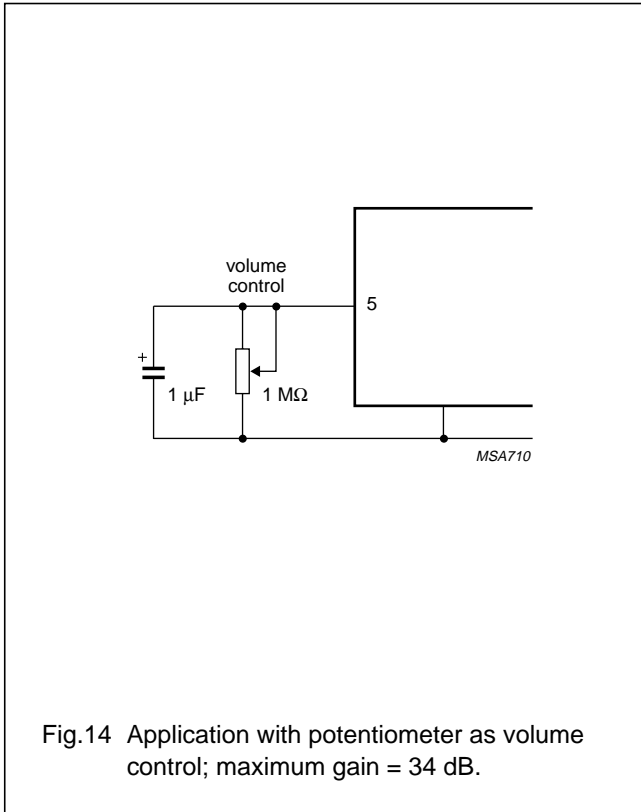 volume
control
5
+
1 μF
1 MΩ
MSA710
Fig.14 Application with potentiometer as volume
control; maximum gain = 34 dB.